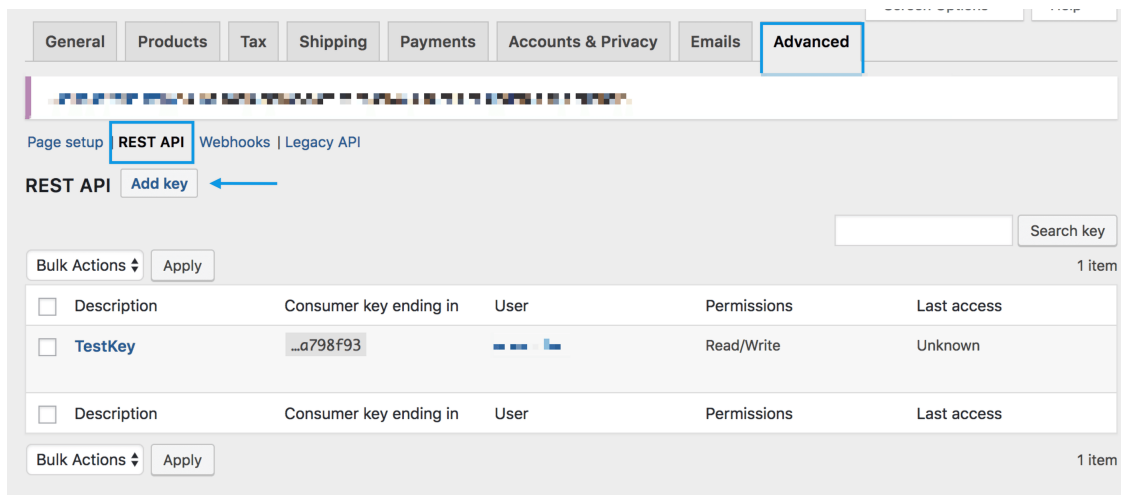 General Products Tax Shipping Payments Accounts & Privacy Emails Advanced
Page setup | REST API Webhooks | Legacy API
REST API Add key
Search key
Bulk Actions Apply 1 item
Description Consumer key ending in User Permissions Last access
TestKey ...a798f93 Read/Write Unknown
Description Consumer key ending in User Permissions Last access
Bulk Actions Apply 1 item